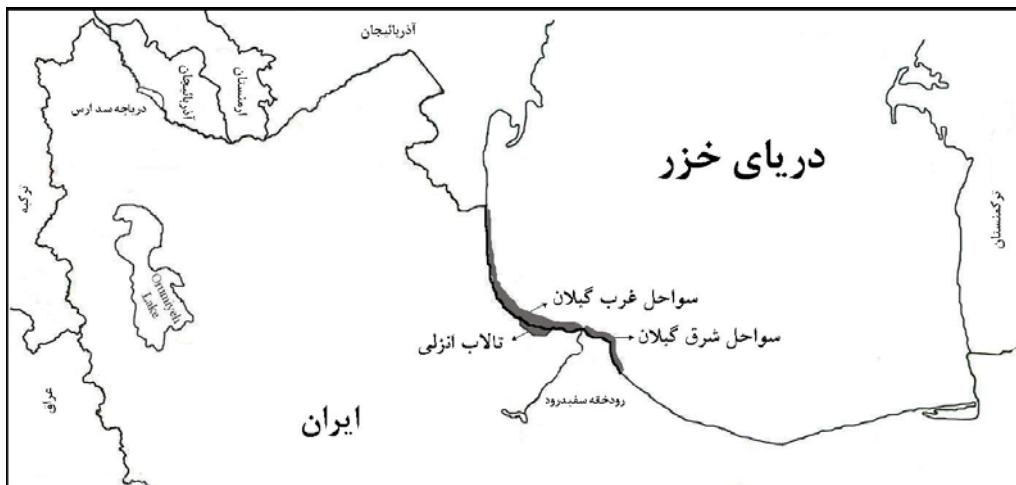 آذربائیجان
ارمنستان
آذربائیجان
دریاچه سد ارس
دریای خزر
ترکیه
ترکمنستان
Orumiyeh
Lake
سواحل غرب گیلان
سواحل شرق گیلان
تالاب انزلی
عراق
رودخانه سفیدرود
ایران